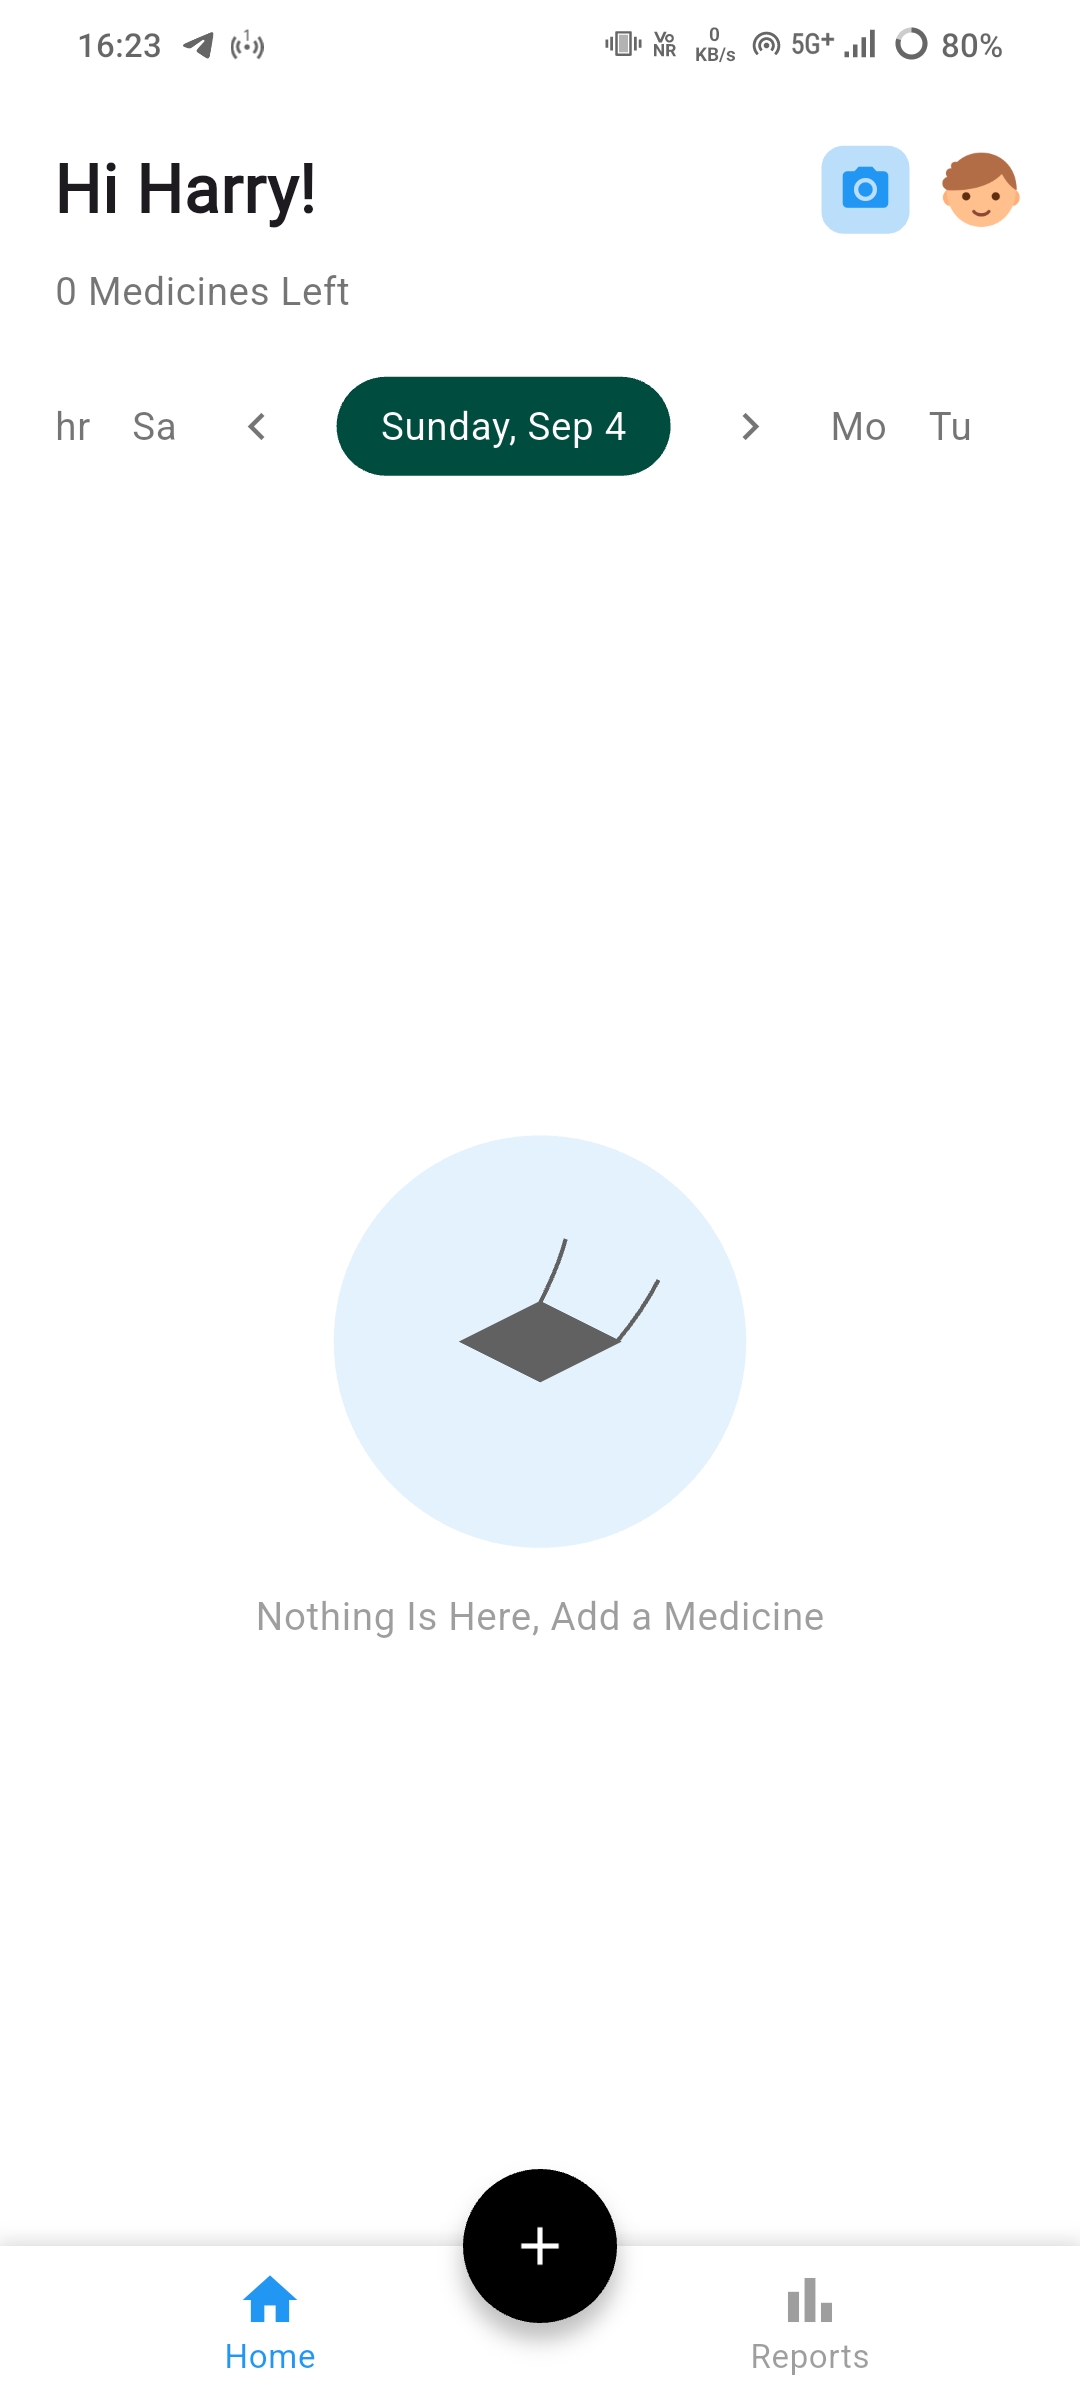 16:23 1 Vo NR 0 KB/s 5G+ 80%
Hi Harry!
0 Medicines Left
hr Sa Sunday, Sep 4 Mo Tu
Nothing Is Here, Add a Medicine
Home Reports